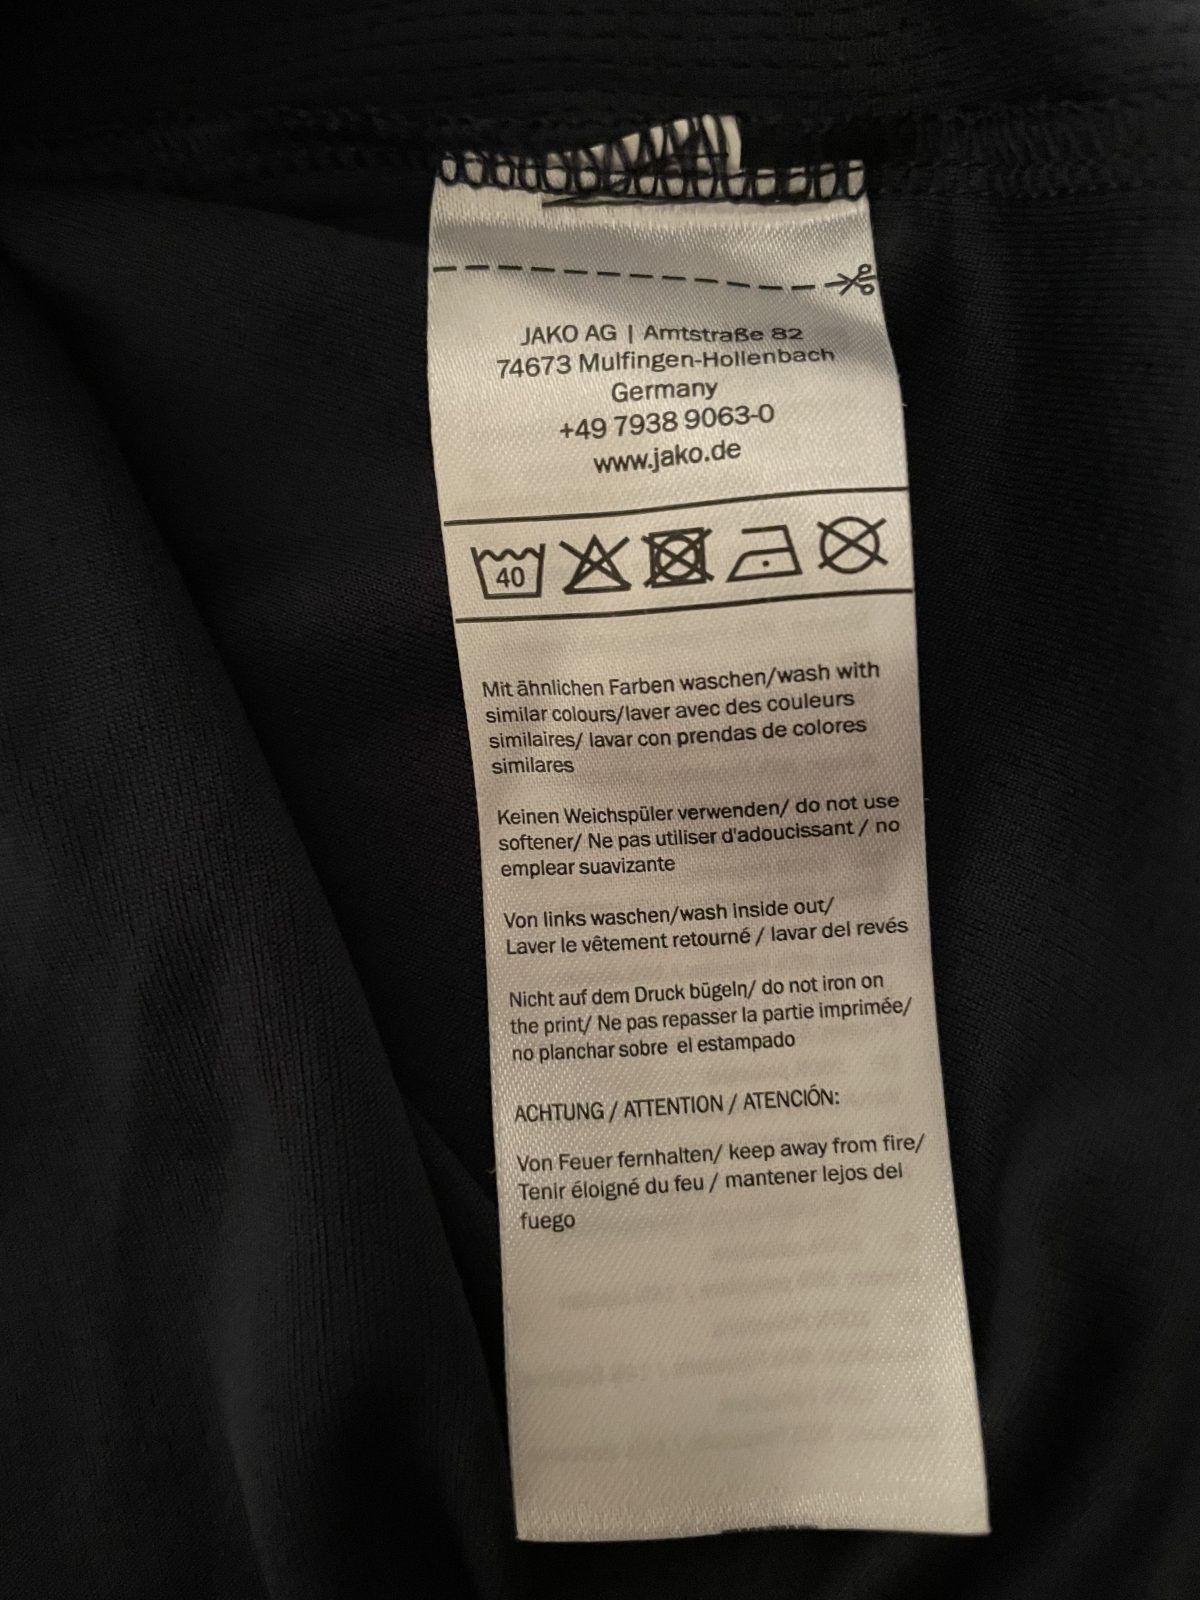 JAKO AG | Amtstraße 82
74673 Mulfingen-Hollenbach
Germany
+49 7938 9063-0
www.jako.de
40
Mit ähnlichen Farben waschen/wash with
similar colours/laver avec des couleurs
similaires/ lavar con prendas de colores
similares
Keinen Weichspüler verwenden/ do not use
softener/ Ne pas utiliser d'adoucissant / no
emplear suavizante
Von links waschen/wash inside out/
Laver le vêtement retourné / lavar del revés
Nicht auf dem Druck bügeln/ do not iron on
the print/ Ne pas repasser la partie imprimée/
no planchar sobre el estampado
ACHTUNG / ATTENTION / ATENCIÓN:
Von Feuer fernhalten/ keep away from fire/
Tenir éloigné du feu / mantener lejos del
fuego